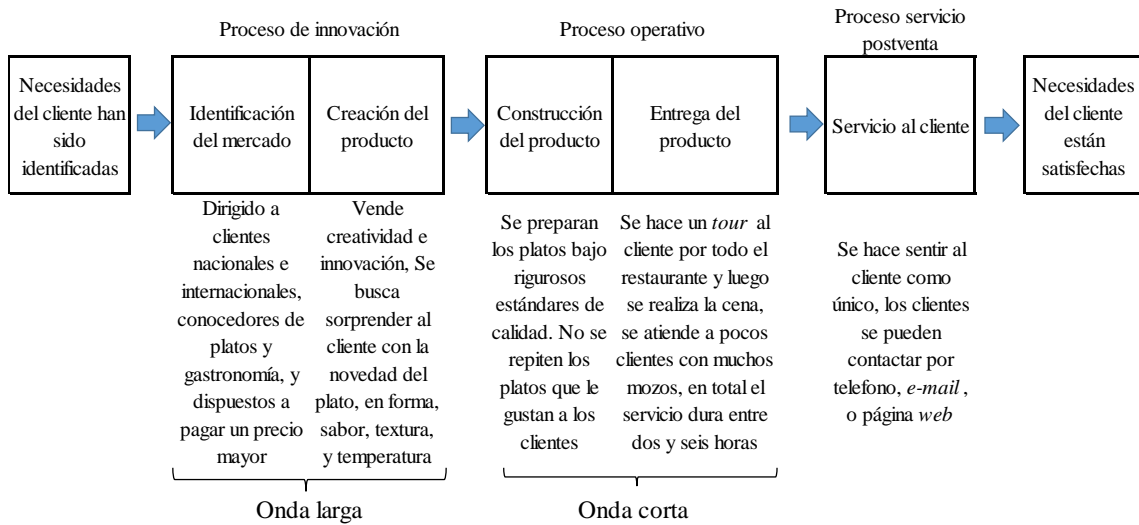 Proceso de innovación
Proceso operativo
Proceso servicio
postventa
Necesidades
del cliente han
sido
identificadas
Identificación
del mercado
Creación del
producto
Construcción
del producto
Entrega del
producto
Servicio al cliente
Necesidades
del cliente
están
satisfechas
Dirigido a
clientes
nacionales e
internacionales,
conocedores de
platos y
gastronomía, y
dispuestos a
pagar un precio
mayor
Vende
creatividad e
innovación, Se
busca
sorprender al
cliente con la
novedad del
plato, en forma,
sabor, textura,
y temperatura
Se preparan
los platos bajo
rigurosos
estándares de
calidad. No se
repiten los
platos que le
gustan a los
clientes
Se hace un tour al
cliente por todo el
restaurante y luego
se realiza la cena,
se atiende a pocos
clientes con muchos
mozos, en total el
servicio dura entre
dos y seis horas
Se hace sentir al
cliente como
único, los clientes
se pueden
contactar por
telefono, e-mail ,
o página web
Onda larga
Onda corta